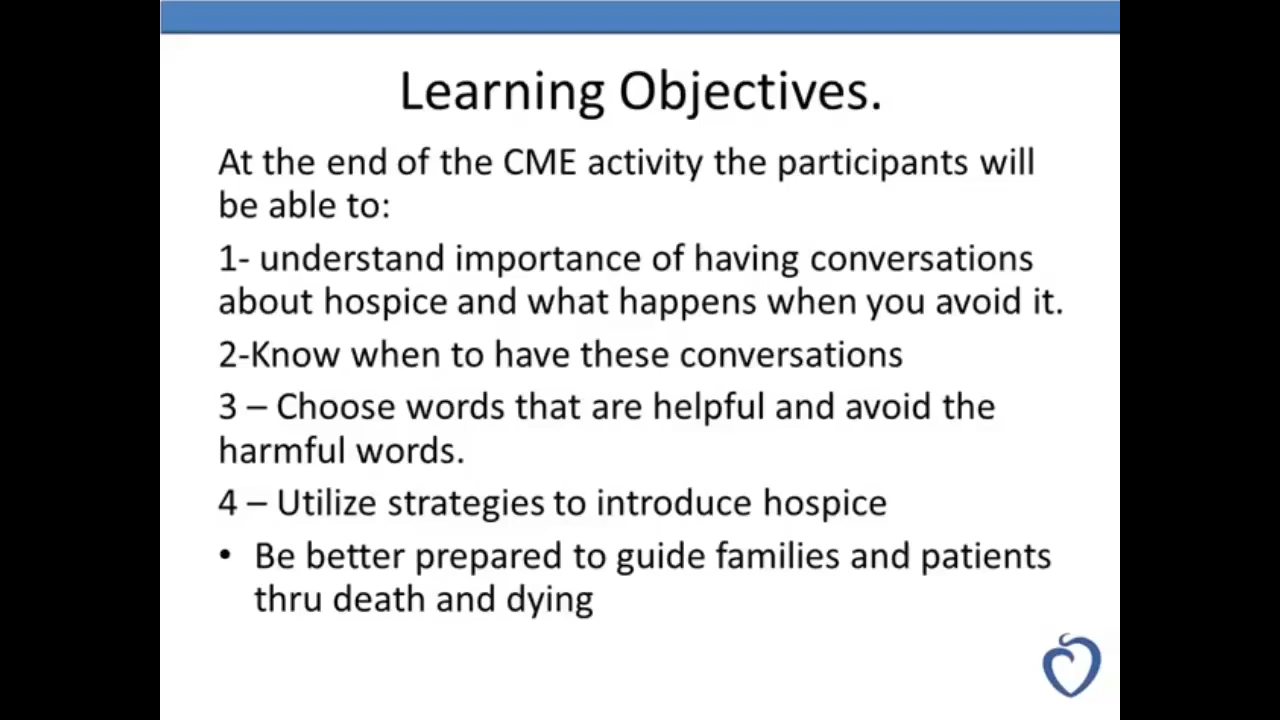 Learning Objectives.
At the end of the CME activity the participants will
be able to:
1- understand importance of having conversations
about hospice and what happens when you avoid it.
2-Know when to have these conversations
3 – Choose words that are helpful and avoid the
harmful words.
4 – Utilize strategies to introduce hospice
• Be better prepared to guide families and patients
thru death and dying